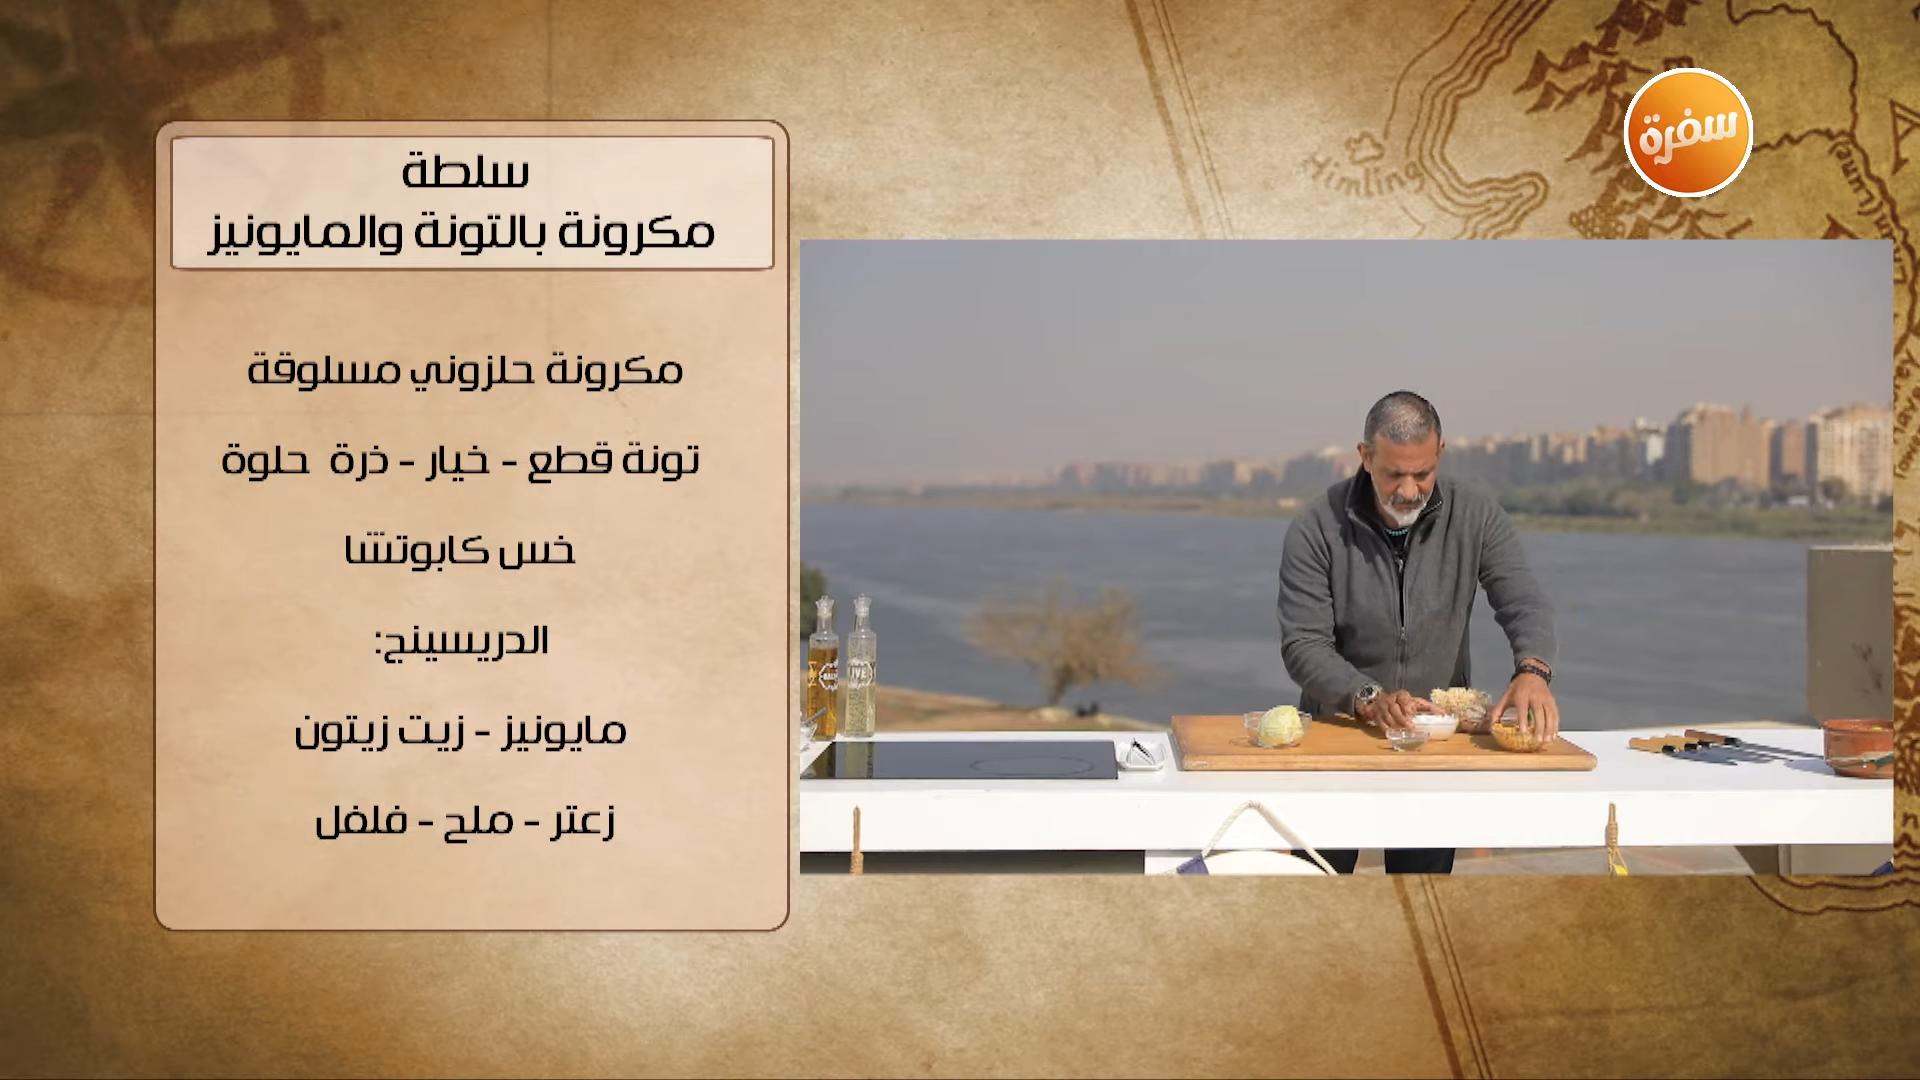 سلطة
مكرونة بالتونة والمايونيز
مكرونة حلزوني مسلوقة
تونة قطع - خيار - ذرة حلوة
خس كابوتشا
الدريسينج:
مايونيز - زيت زيتون
زعتر - ملح - فلفل
سفرة
Himling